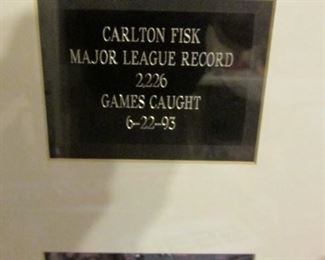 CARLTON FISK
MAJOR LEAGUE RECORD
2,226
GAMES CAUGHT
6-22-93